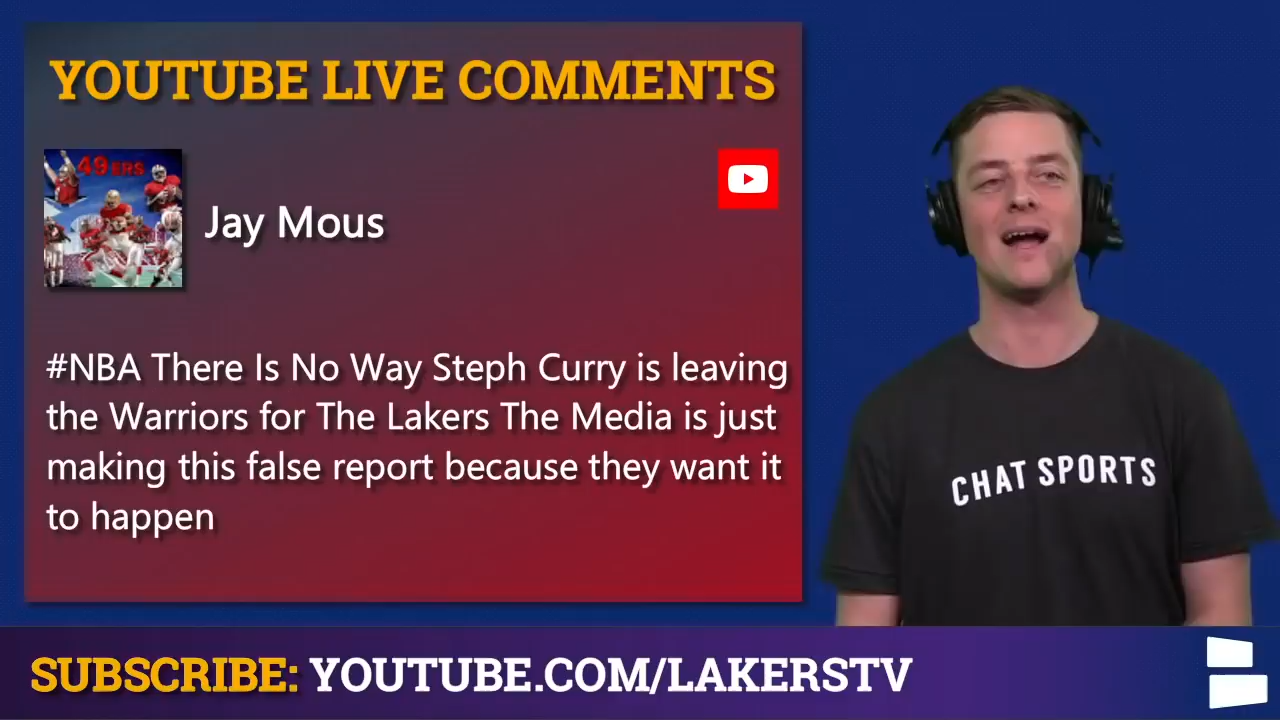 YOUTUBE LIVE COMMENTS
49ERS
Jay Mous
#NBA There Is No Way Steph Curry is leaving
the Warriors for The Lakers The Media is just
making this false report because they want it
to happen
CHAT SPORTS
SUBSCRIBE: YOUTUBE.COM/LAKERSTV